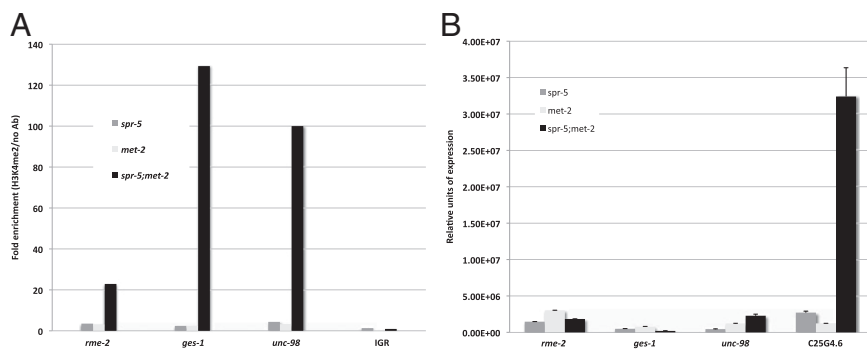 A
Fold enrichment (H3K4me2/no Ab)
140
120
100
80
60
40
20
0
spr-5
met-2
spr-5;met-2
rme-2 ges-1 unc-98 IGR
B
Relative units of expression
4.00E+07
3.50E+07
3.00E+07
2.50E+07
2.00E+07
1.50E+07
1.00E+07
5.00E+06
0.00E+00
spr-5
met-2
spr-5;met-2
rme-2 ges-1 unc-98 C25G4.6